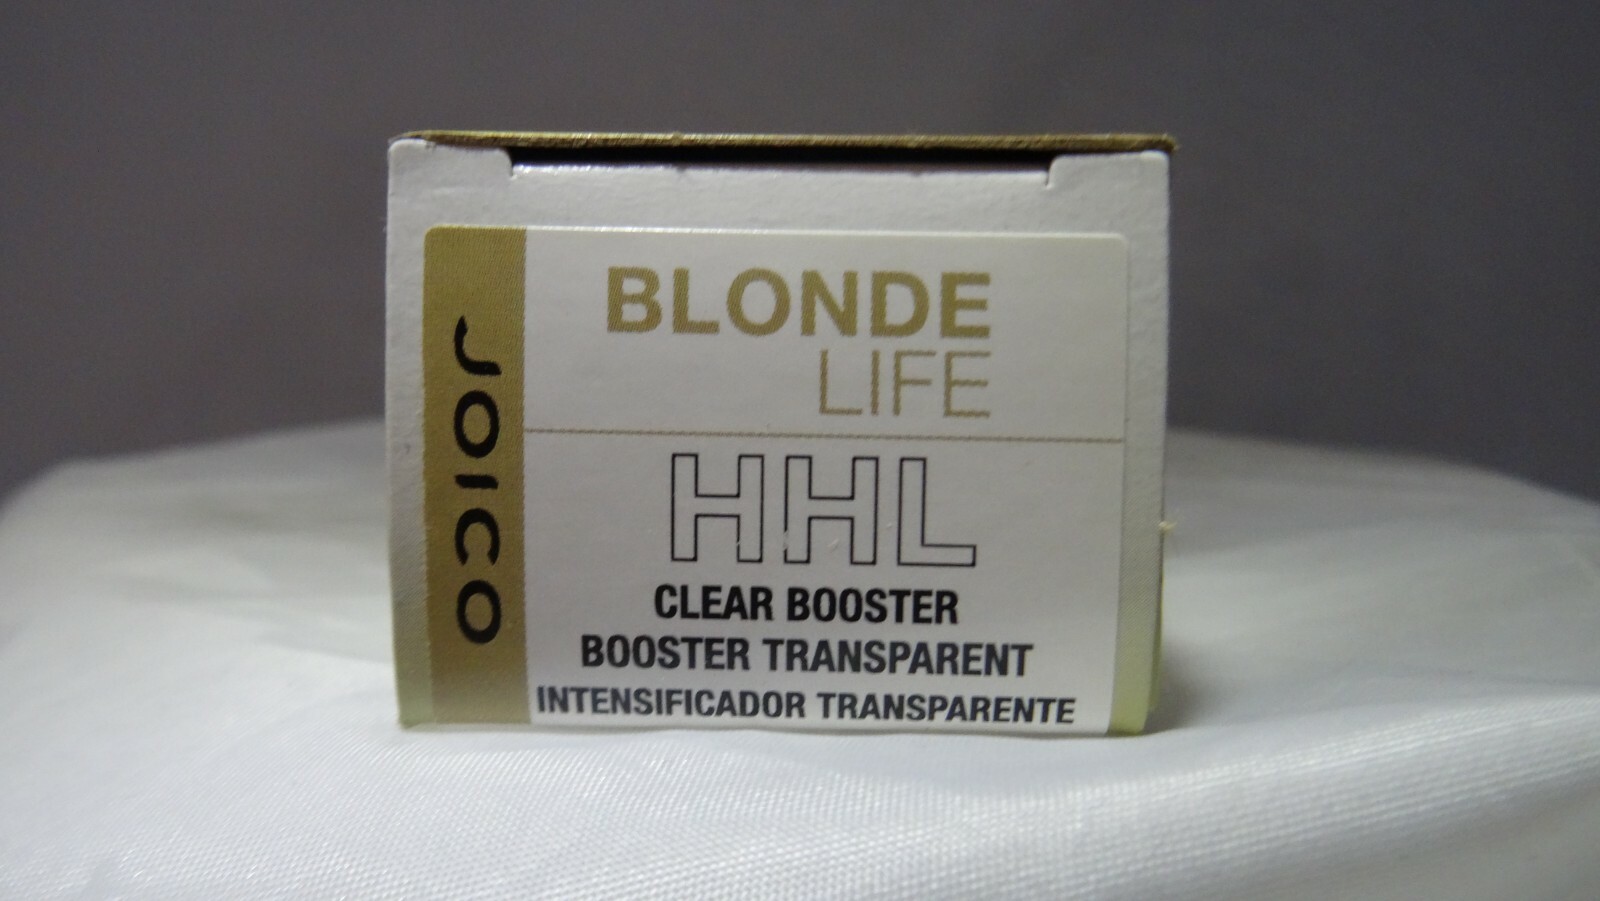 JOICO
BLONDE
LIFE
HHL
CLEAR BOOSTER
BOOSTER TRANSPARENT
INTENSIFICADOR TRANSPARENTE